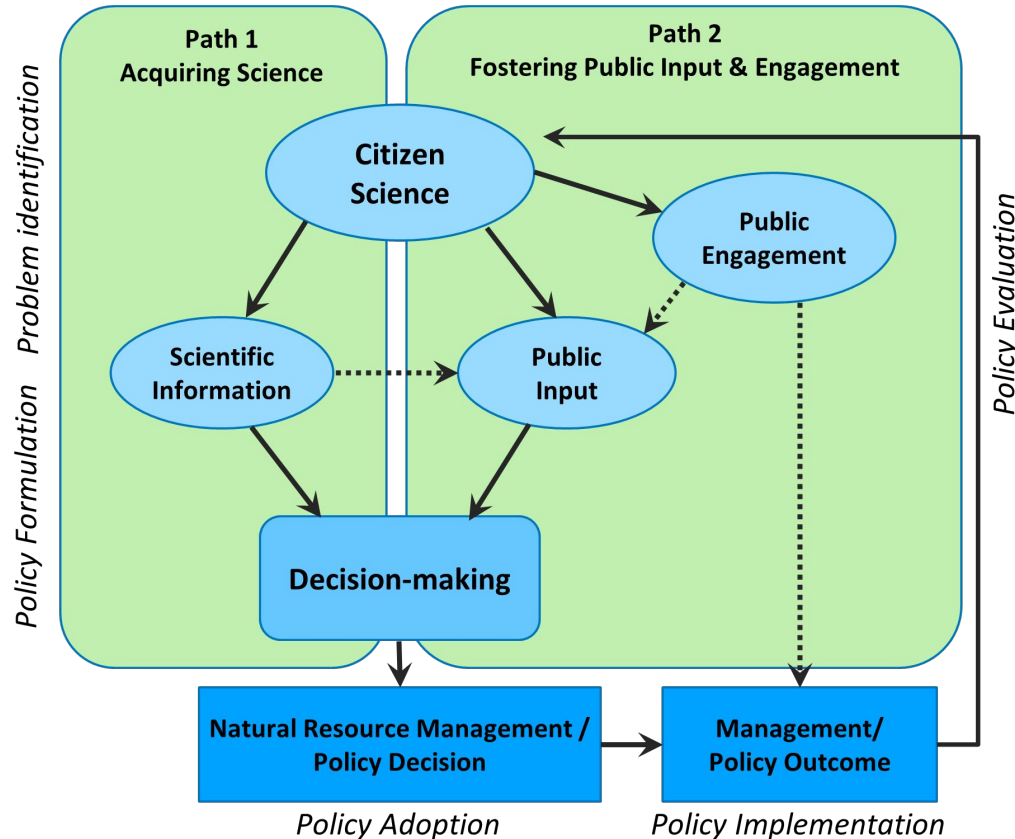 Path 1
Acquiring Science
Path 2
Fostering Public Input & Engagement
Problem identification
Citizen
Science
Public
Engagement
Policy Evaluation
Scientific
Information
Public
Input
Policy Formulation
Decision-making
Natural Resource Management /
Policy Decision
Management/
Policy Outcome
Policy Adoption
Policy Implementation